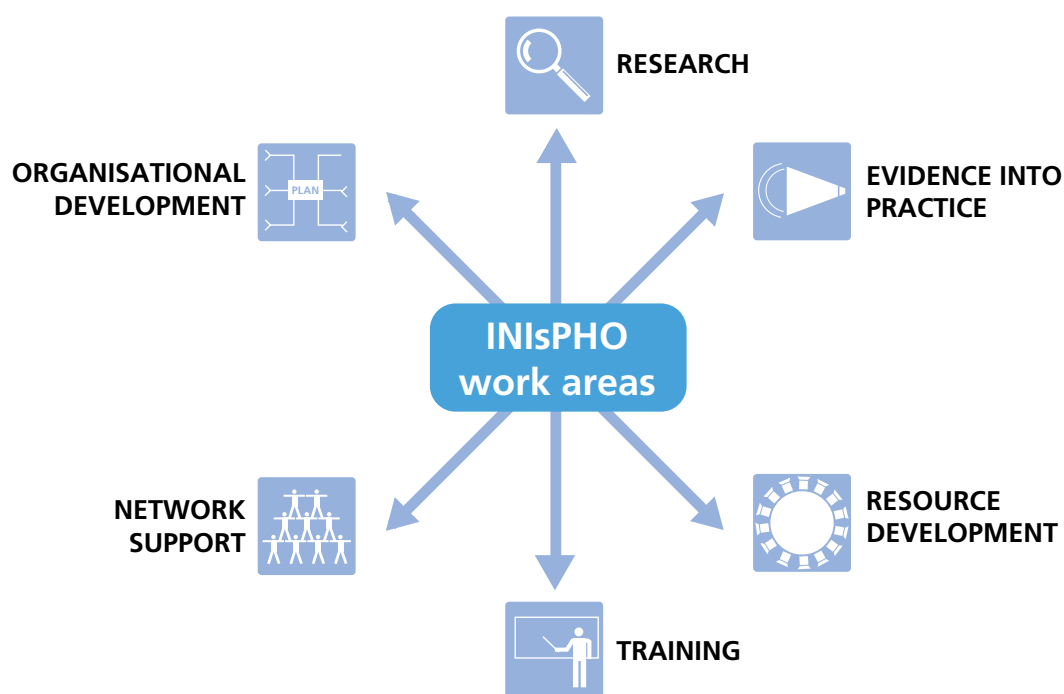 RESEARCH
ORGANISATIONAL
DEVELOPMENT
PLAN
EVIDENCE INTO
PRACTICE
INIsPHO
work areas
NETWORK
SUPPORT
RESOURCE
DEVELOPMENT
TRAINING